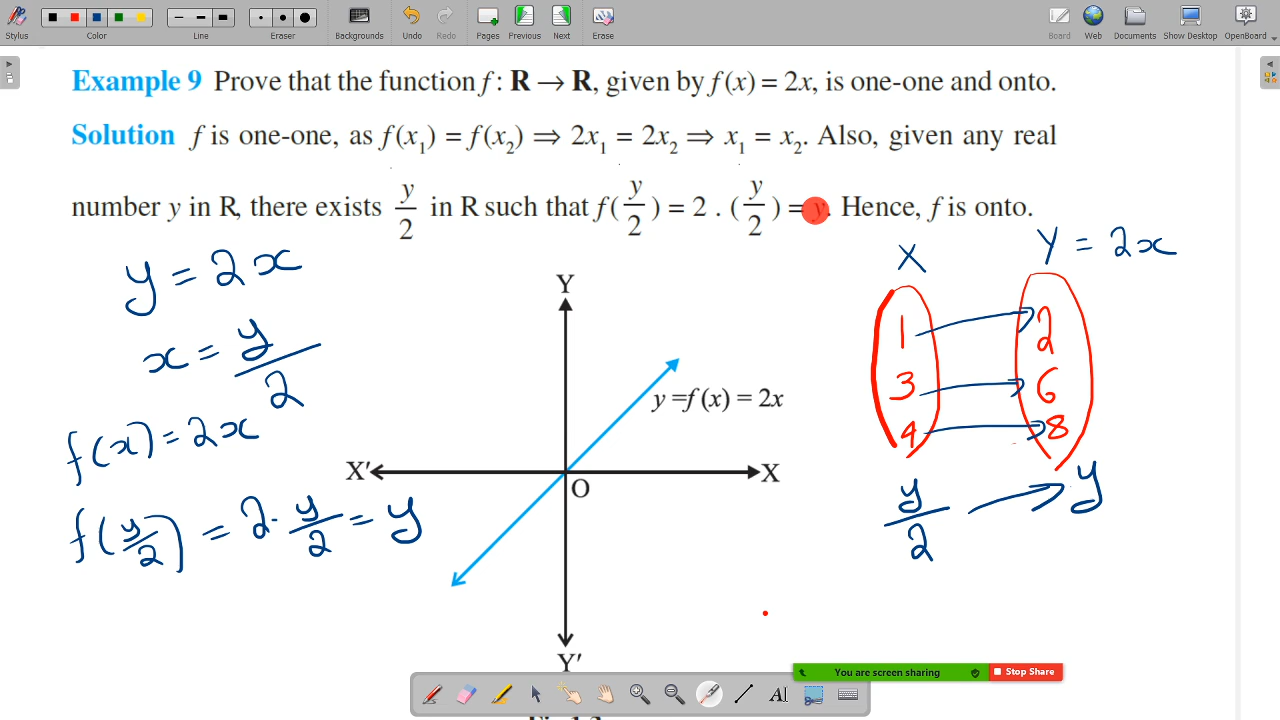 Stylus Color Line Eraser Backgrounds Undo Redo Pages Previous Next Erase Board Web Documents Show Desktop OpenBoard
Example 9 Prove that the function f : R → R, given by f(x) = 2x, is one-one and onto.
Solution f is one-one, as f(x₁) = f(x₂) ⇒ 2x₁ = 2x₂ ⇒ x₁ = x₂. Also, given any real
number y in R, there exists y/2 in R such that f(y/2) = 2 . (y/2) = y. Hence, f is onto.
y = 2x
x = y/2
f(x) = 2x
f(y/2) = 2·y/2 = y
Y
y =f(x) = 2x
X′ X
O
Y′
X Y = 2x
1 2
3 6
4 8
y/2 → y
You are screen sharing Stop Share